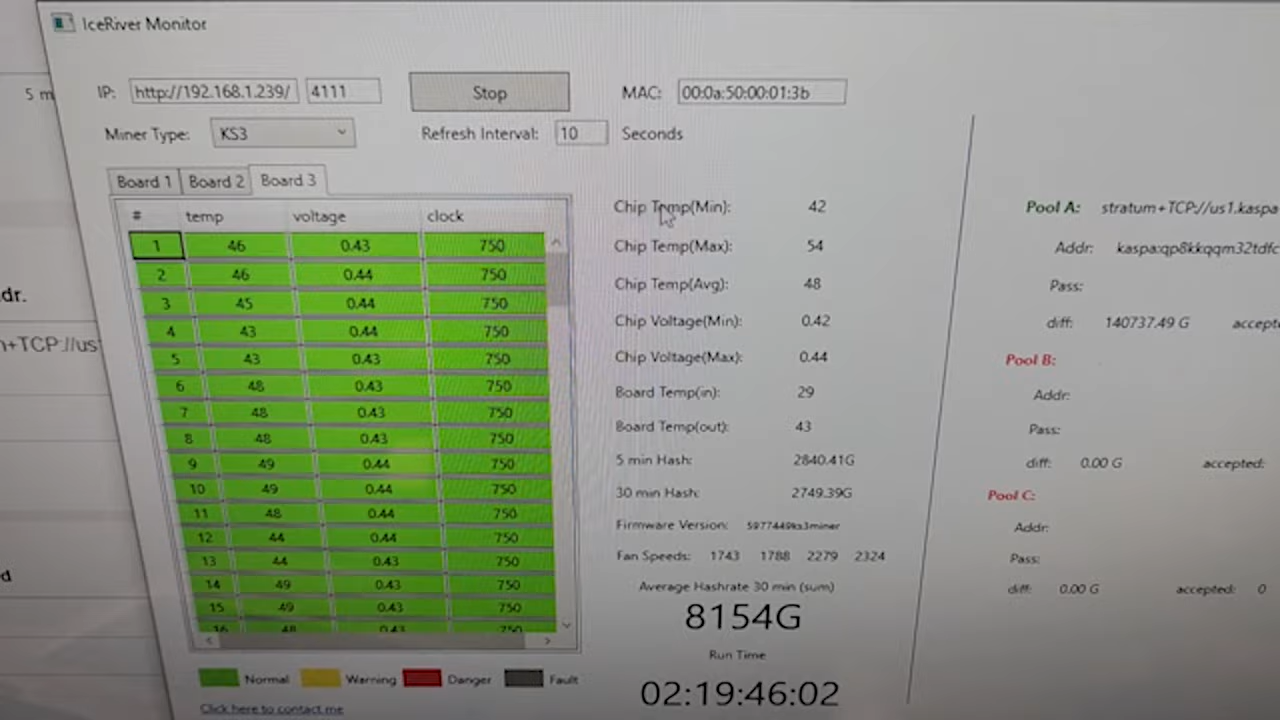 IceRiver Monitor
5 m
IP: http://192.168.1.239/ 4111 Stop MAC: 00:0a:50:00:01:3b
Miner Type: KS3 Refresh Interval: 10 Seconds
Board 1 Board 2 Board 3
# temp voltage clock
1 46 0.43 750
2 46 0.44 750
3 45 0.44 750
4 43 0.44 750
5 43 0.43 750
6 48 0.43 750
7 48 0.43 750
8 48 0.43 750
9 49 0.44 750
10 49 0.44 750
11 48 0.44 750
12 44 0.44 750
13 44 0.43 750
14 49 0.43 750
15 49 0.43 750
16 48 0.43 750
Normal Warning Danger Fault
Click here to contact me
Chip Temp(Min): 42
Chip Temp(Max): 54
Chip Temp(Avg): 48
Chip Voltage(Min): 0.42
Chip Voltage(Max): 0.44
Board Temp(in): 29
Board Temp(out): 43
5 min Hash: 2840.41G
30 min Hash: 2749.39G
Firmware Version: 5977449ks3miner
Fan Speeds: 1743 1788 2279 2324
Average Hashrate 30 min (sum)
8154G
Run Time
02:19:46:02
Pool A: stratum+TCP://us1.kaspa
Addr: kaspa:qp8kkqqm32tdfc
Pass:
diff: 140737.49 G accept
Pool B:
Addr:
Pass:
diff: 0.00 G accepted:
Pool C:
Addr:
Pass:
diff: 0.00 G accepted: 0
dr.
n+TCP://us
d